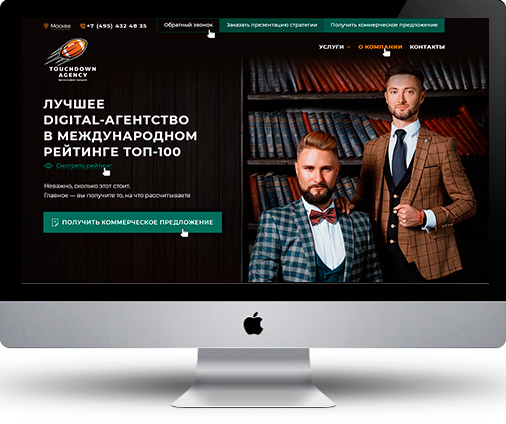 Москва
+7 (495) 432 48 35
Обратный звонок
Заказать презентацию стратегии
Получить коммерческое предложение
TOUCHDOWN
AGENCY
УСЛУГИ
О КОМПАНИИ
КОНТАКТЫ
ЛУЧШЕЕ
DIGITAL-АГЕНТСТВО
В МЕЖДУНАРОДНОМ
РЕЙТИНГЕ ТОП-100
Смотреть рейтинг
Неважно, сколько этот стоит.
Главное — вы получите то, на что рассчитываете
ПОЛУЧИТЬ КОММЕРЧЕСКОЕ ПРЕДЛОЖЕНИЕ